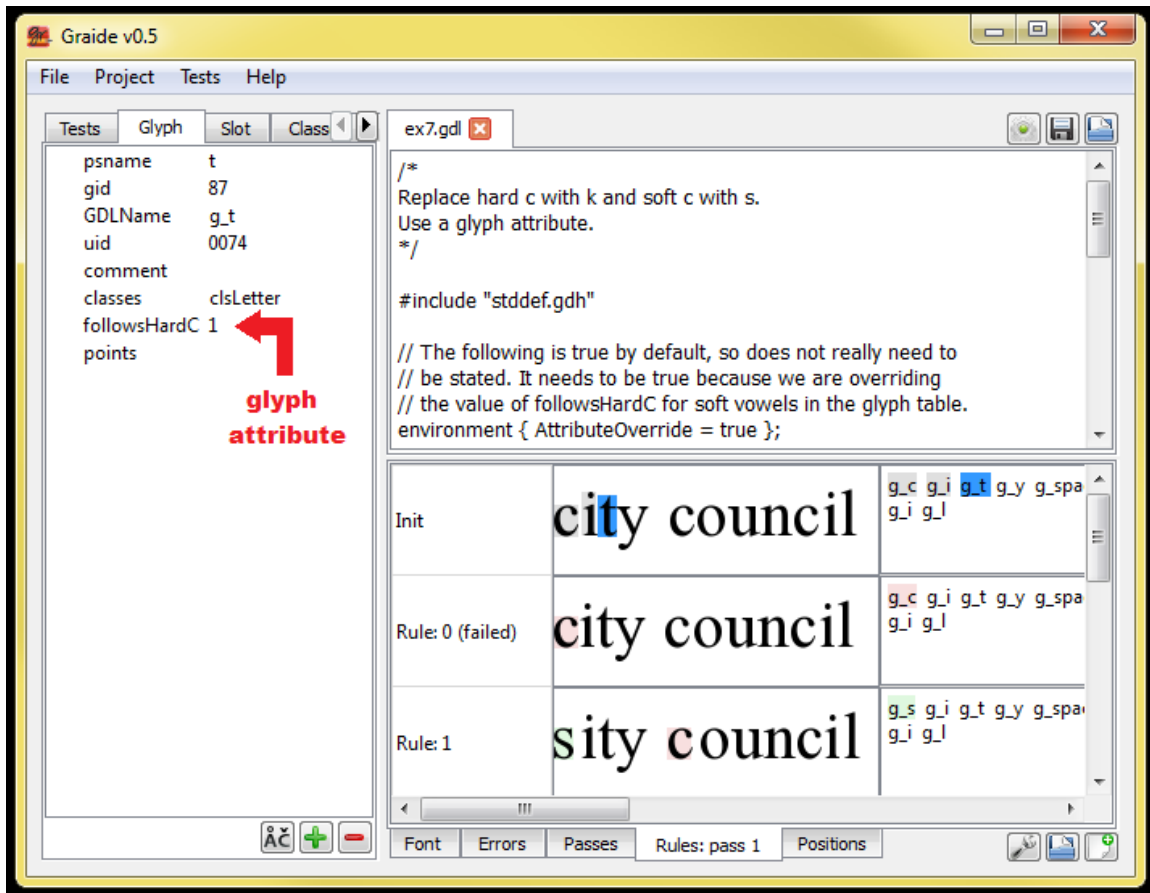 Graide v0.5
File Project Tests Help
Tests Glyph Slot Class
psname t
gid 87
GDLName g_t
uid 0074
comment
classes clsLetter
followsHardC 1
points
glyph
attribute
Åč
ex7.gdl
/*
Replace hard c with k and soft c with s.
Use a glyph attribute.
*/
#include "stddef.gdh"
// The following is true by default, so does not really need to
// be stated. It needs to be true because we are overriding
// the value of followsHardC for soft vowels in the glyph table.
environment { AttributeOverride = true };
Init
city council
g_c g_i g_t g_y g_spa
g_i g_l
Rule: 0 (failed)
city council
g_c g_i g_t g_y g_spa
g_i g_l
Rule: 1
sity council
g_s g_i g_t g_y g_spa
g_i g_l
Font Errors Passes Rules: pass 1 Positions